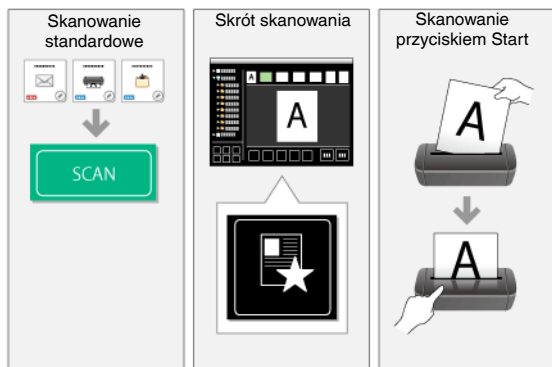 Skanowanie
standardowe
SCAN
Skrót skanowania
A
A
Skanowanie
przyciskiem Start
A
A